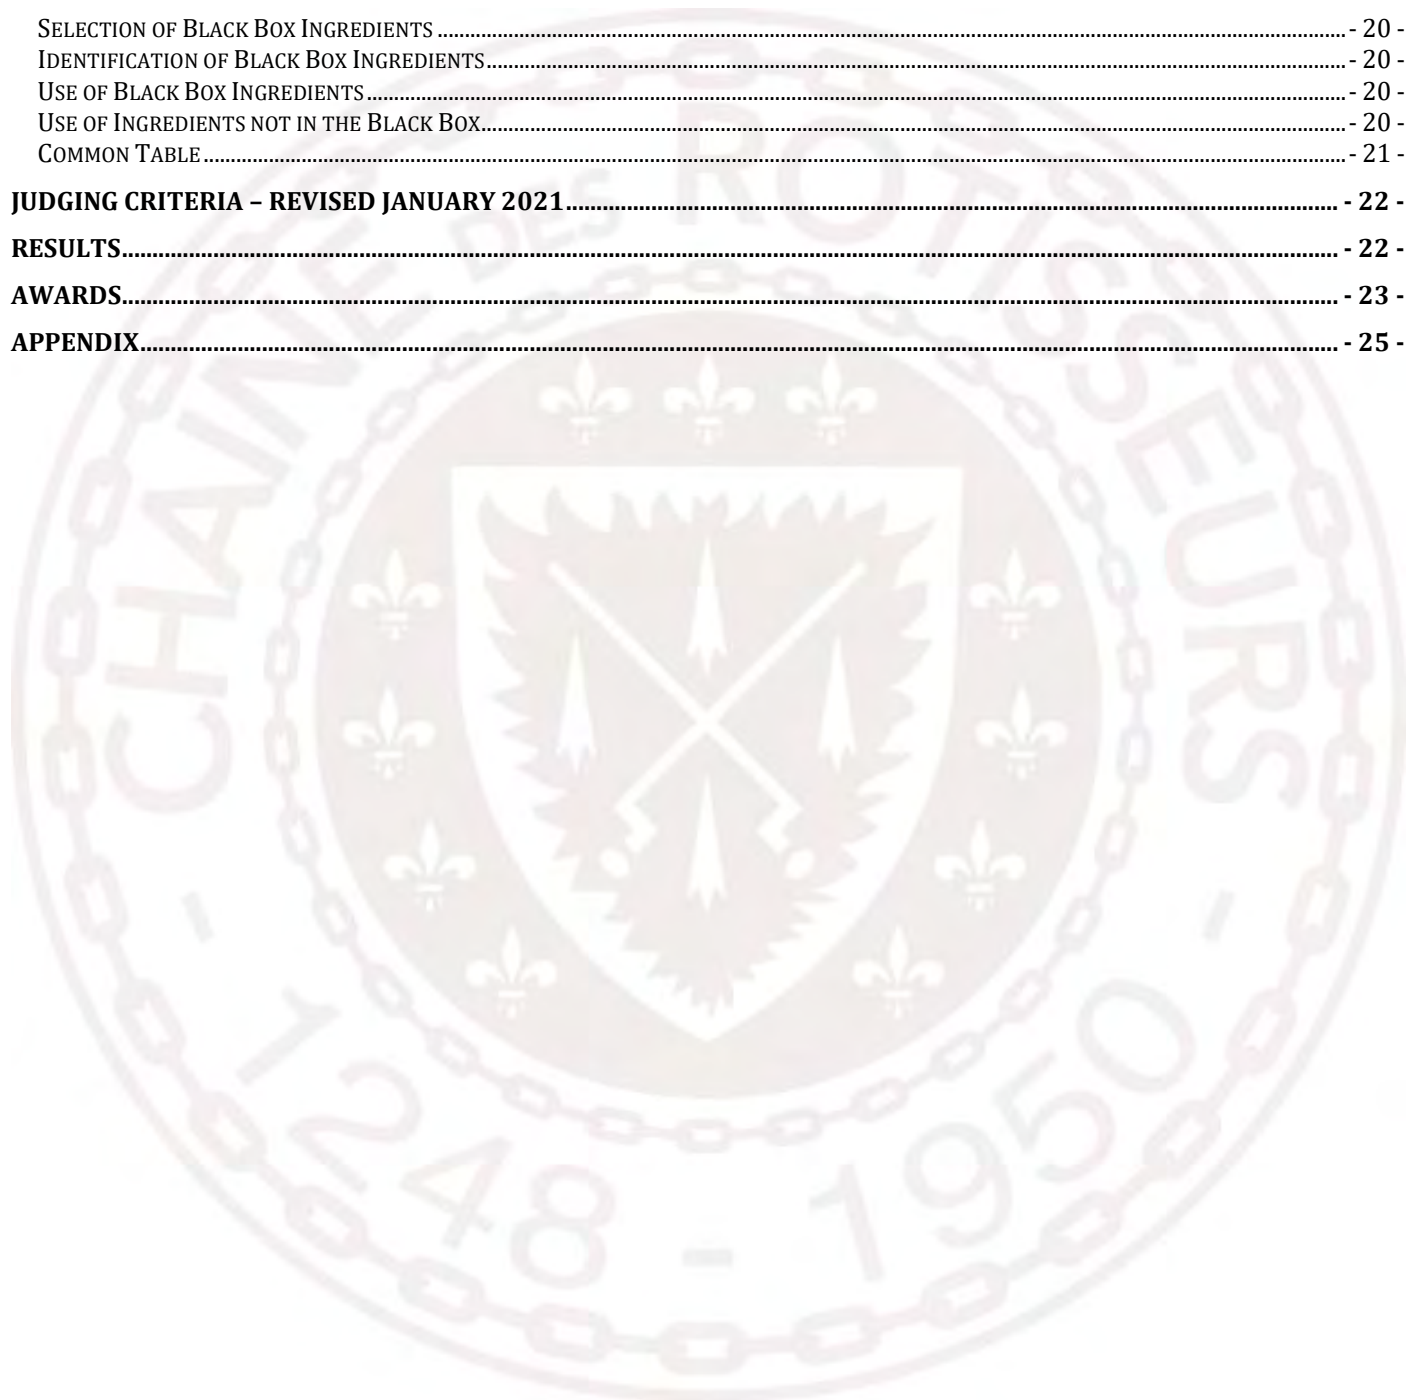 SELECTION OF BLACK BOX INGREDIENTS - 20 -
IDENTIFICATION OF BLACK BOX INGREDIENTS - 20 -
USE OF BLACK BOX INGREDIENTS - 20 -
USE OF INGREDIENTS NOT IN THE BLACK BOX - 20 -
COMMON TABLE - 21 -
JUDGING CRITERIA – REVISED JANUARY 2021 - 22 -
RESULTS - 22 -
AWARDS - 23 -
APPENDIX - 25 -
CHAINE DES ROTISSEURS
- 1248 - 1950 -